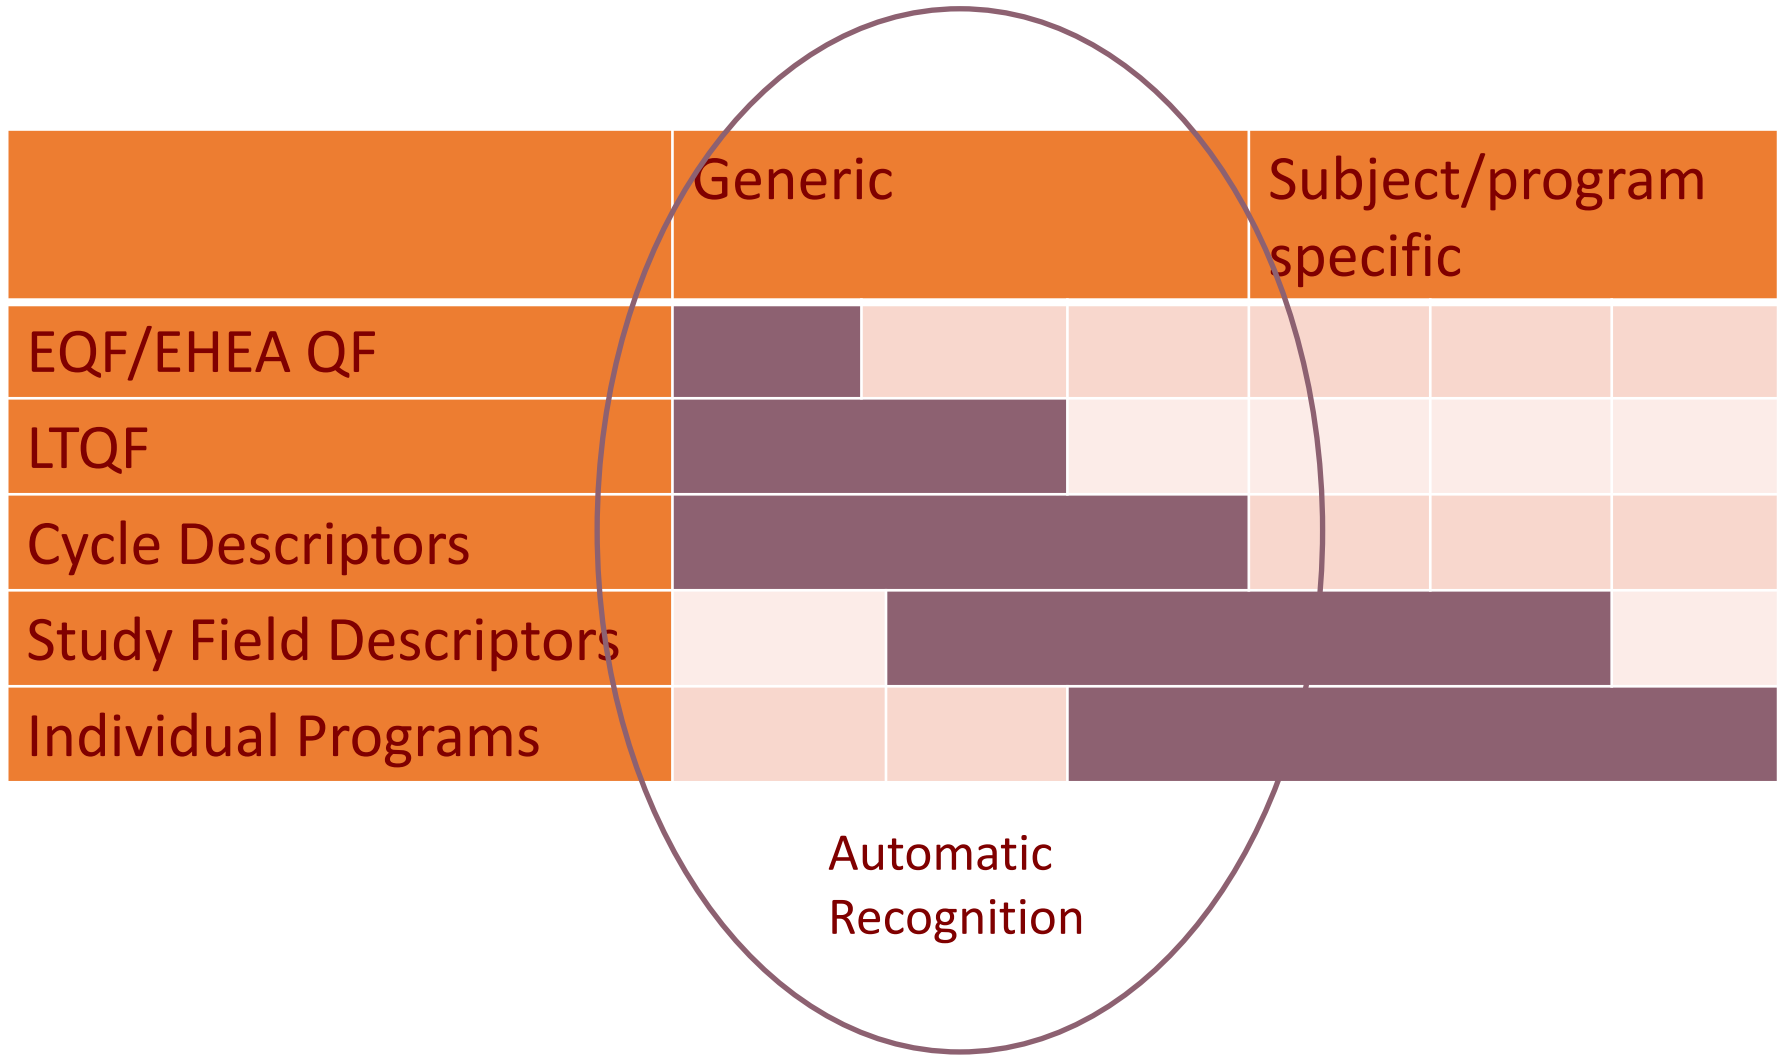 Generic
Subject/program
specific
EQF/EHEA QF
LTQF
Cycle Descriptors
Study Field Descriptors
Individual Programs
Automatic
Recognition